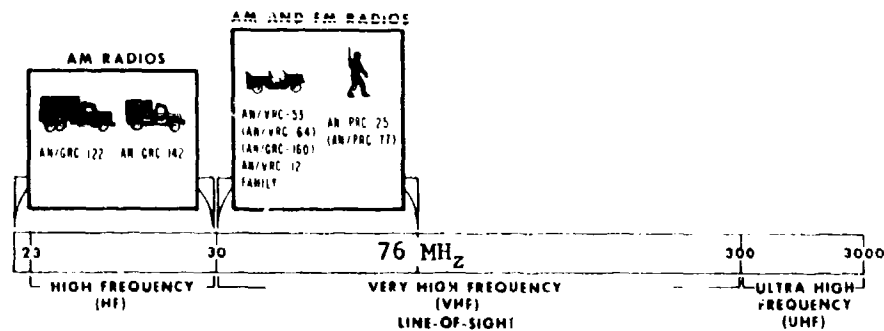 AM AND FM RADIOS
AM RADIOS
AN/GRC 122 AN GRC 142
AN/VRC-53
(AN/VRC 64)
(AN/GRC-160)
AN/VRC 12
FAMILY
AN PRC 25
(AN/PRC 77)
23 30 76 MHz 300 3000
HIGH FREQUENCY
(HF)
VERY HIGH FREQUENCY
(VHF)
LINE-OF-SIGHT
ULTRA HIGH
FREQUENCY
(UHF)